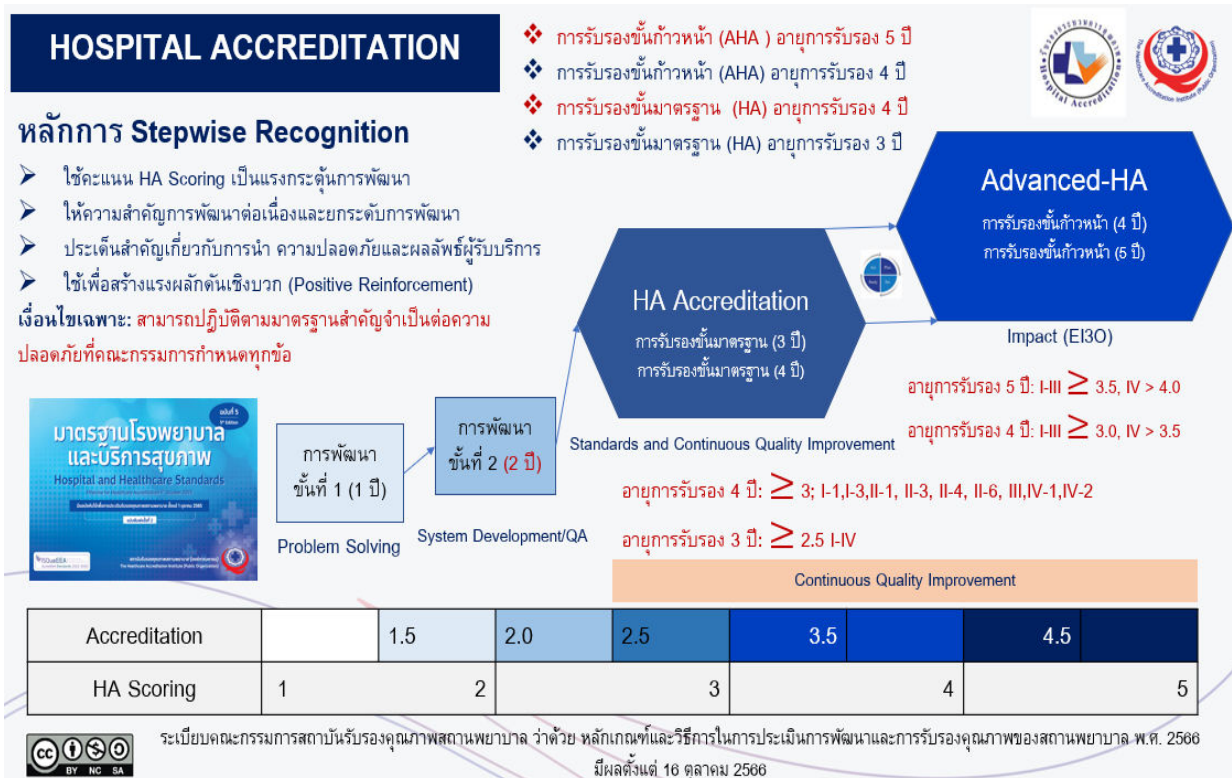 HOSPITAL ACCREDITATION
❖ การรับรองขั้นก้าวหน้า (AHA ) อายุการรับรอง 5 ปี
❖ การรับรองขั้นก้าวหน้า (AHA) อายุการรับรอง 4 ปี
❖ การรับรองขั้นมาตรฐาน (HA) อายุการรับรอง 4 ปี
❖ การรับรองขั้นมาตรฐาน (HA) อายุการรับรอง 3 ปี
Hospital Accreditation
The Healthcare Accreditation Institute (Public Organization)
หลักการ Stepwise Recognition
➢ ใช้คะแนน HA Scoring เป็นแรงกระตุ้นการพัฒนา
➢ ให้ความสำคัญการพัฒนาต่อเนื่องและยกระดับการพัฒนา
➢ ประเด็นสำคัญเกี่ยวกับการนำ ความปลอดภัยและผลลัพธ์ผู้รับบริการ
➢ ใช้เพื่อสร้างแรงผลักดันเชิงบวก (Positive Reinforcement)
เงื่อนไขเฉพาะ: สามารถปฏิบัติตามมาตรฐานสำคัญจำเป็นต่อความ
ปลอดภัยที่คณะกรรมการกำหนดทุกข้อ
Advanced-HA
การรับรองขั้นก้าวหน้า (4 ปี)
การรับรองขั้นก้าวหน้า (5 ปี)
HA Accreditation
การรับรองขั้นมาตรฐาน (3 ปี)
การรับรองขั้นมาตรฐาน (4 ปี)
Impact (EI3O)
อายุการรับรอง 5 ปี: I-III ≥ 3.5, IV > 4.0
อายุการรับรอง 4 ปี: I-III ≥ 3.0, IV > 3.5
ฉบับที่ 5
5th Edition
มาตรฐานโรงพยาบาล
และบริการสุขภาพ
Hospital and Healthcare Standards
การพัฒนา
ขั้นที่ 1 (1 ปี)
Problem Solving
การพัฒนา
ขั้นที่ 2 (2 ปี)
System Development/QA
Standards and Continuous Quality Improvement
อายุการรับรอง 4 ปี: ≥ 3; I-1,I-3,II-1, II-3, II-4, II-6, III,IV-1,IV-2
อายุการรับรอง 3 ปี: ≥ 2.5 I-IV
Continuous Quality Improvement
Accreditation 1.5 2.0 2.5 3.5 4.5
HA Scoring 1 2 3 4 5
cc BY NC SA
ระเบียบคณะกรรมการสถาบันรับรองคุณภาพสถานพยาบาล ว่าด้วย หลักเกณฑ์และวิธีการในการประเมินการพัฒนาและการรับรองคุณภาพของสถานพยาบาล พ.ศ. 2566
มีผลตั้งแต่ 16 ตุลาคม 2566